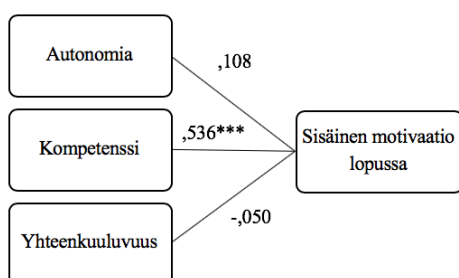 Autonomia
,108
Kompetenssi
,536***
Sisäinen motivaatio
lopussa
-,050
Yhteenkuuluvuus